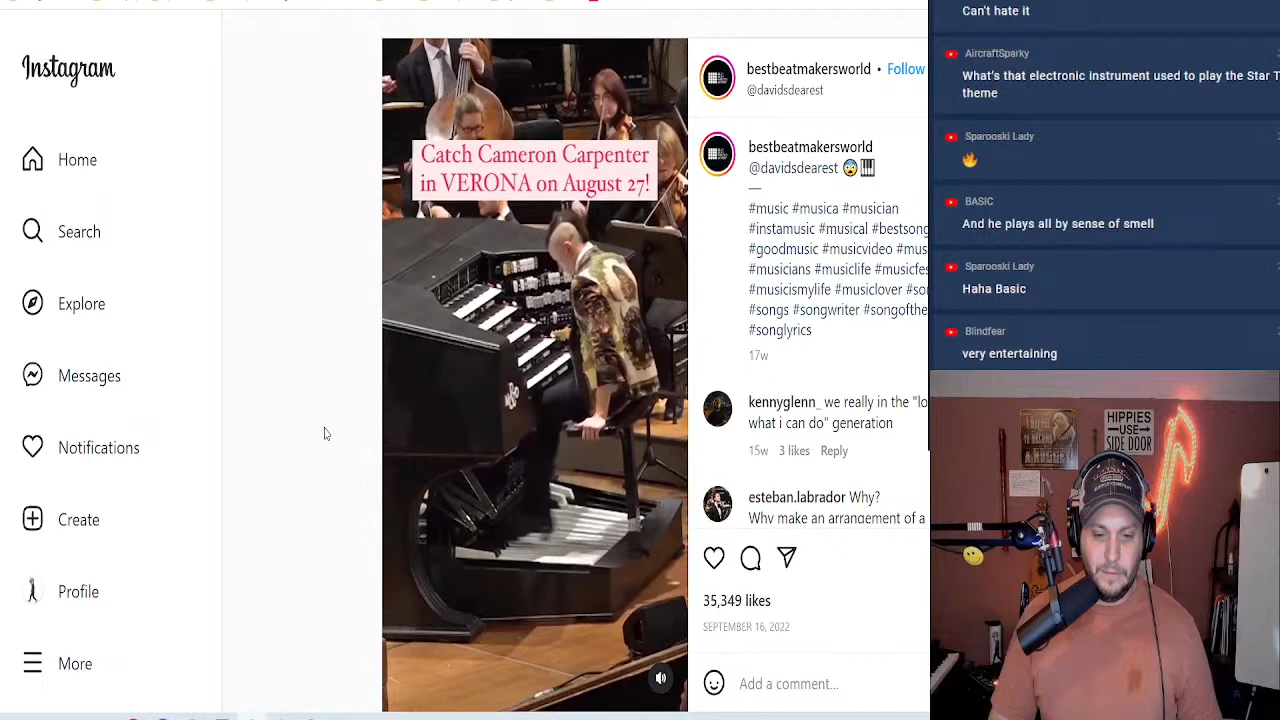 Instagram
Home
Search
Explore
Messages
Notifications
Create
Profile
More
Catch Cameron Carpenter
in VERONA on August 27!
bestbeatmakersworld • Follow
@davidsdearest
bestbeatmakersworld
@davidsdearest 😨🎹
—
#music #musica #musician
#instamusic #musical #bestsong
#goodmusic #musicvideo #mus
#musicians #musiclife #musicfes
#musicismylife #musiclover #so
#songs #songwriter #songofthe
#songlyrics
17w
kennyglenn_ we really in the "lo
what i can do" generation
15w 3 likes Reply
esteban.labrador Why?
Why make an arrangement of a
35,349 likes
SEPTEMBER 16, 2022
Add a comment...
Can't hate it
AircraftSparky
What's that electronic instrument used to play the Star T
theme
Sparooski Lady
🔥
BASIC
And he plays all by sense of smell
Sparooski Lady
Haha Basic
Blindfear
very entertaining
HIPPIES
USE
SIDE DOOR